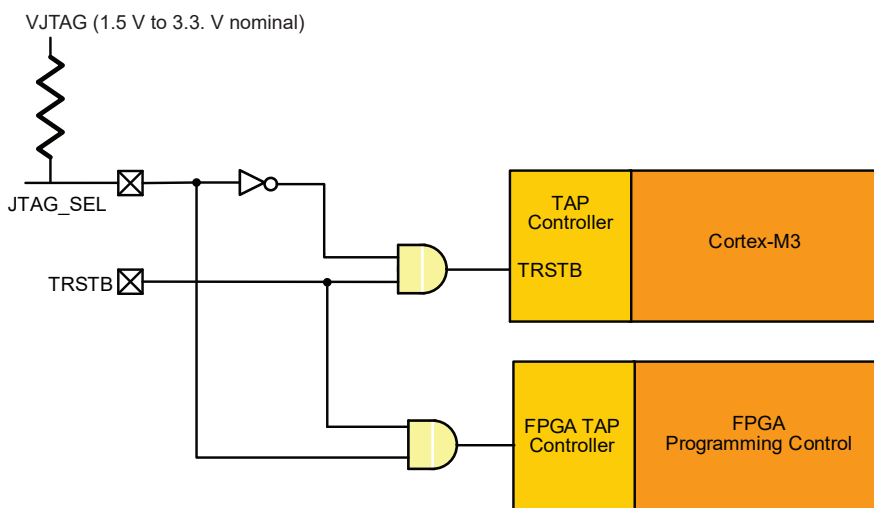 VJTAG (1.5 V to 3.3. V nominal)
JTAG_SEL
TRSTB
TAP
Controller
TRSTB
Cortex-M3
FPGA TAP
Controller
FPGA
Programming Control